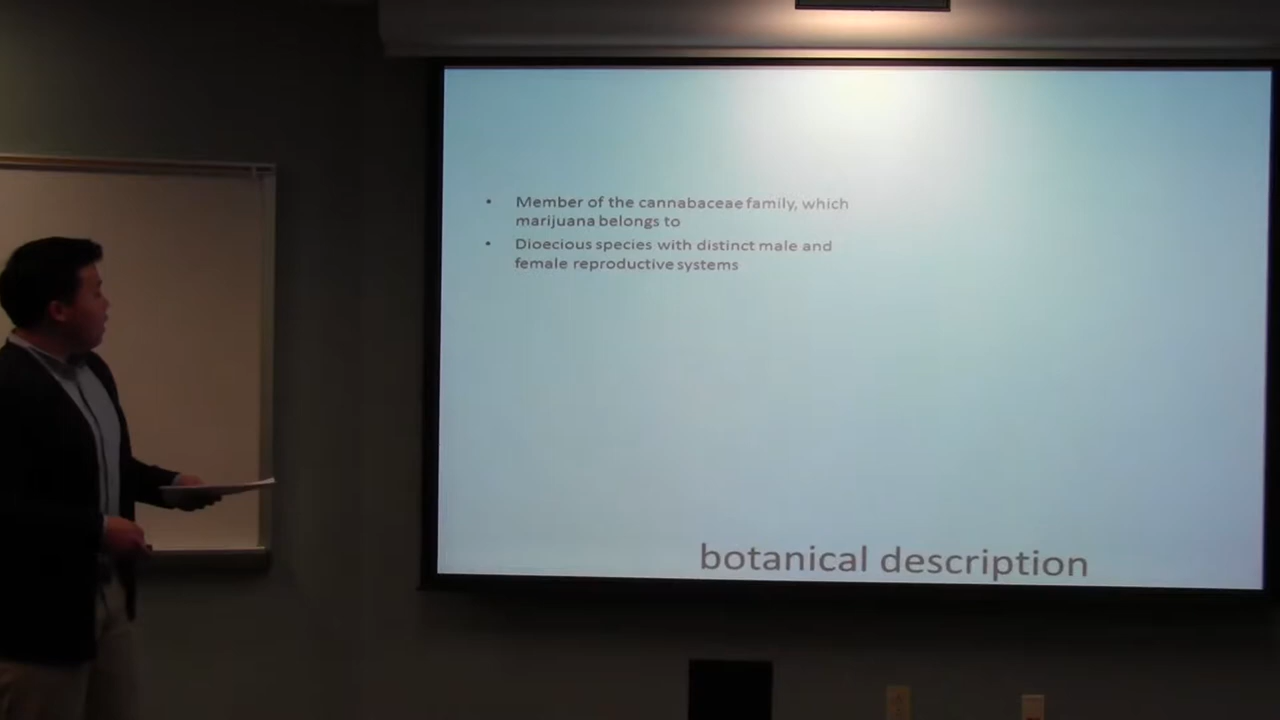 • Member of the cannabaceae family, which
marijuana belongs to
• Dioecious species with distinct male and
female reproductive systems
botanical description